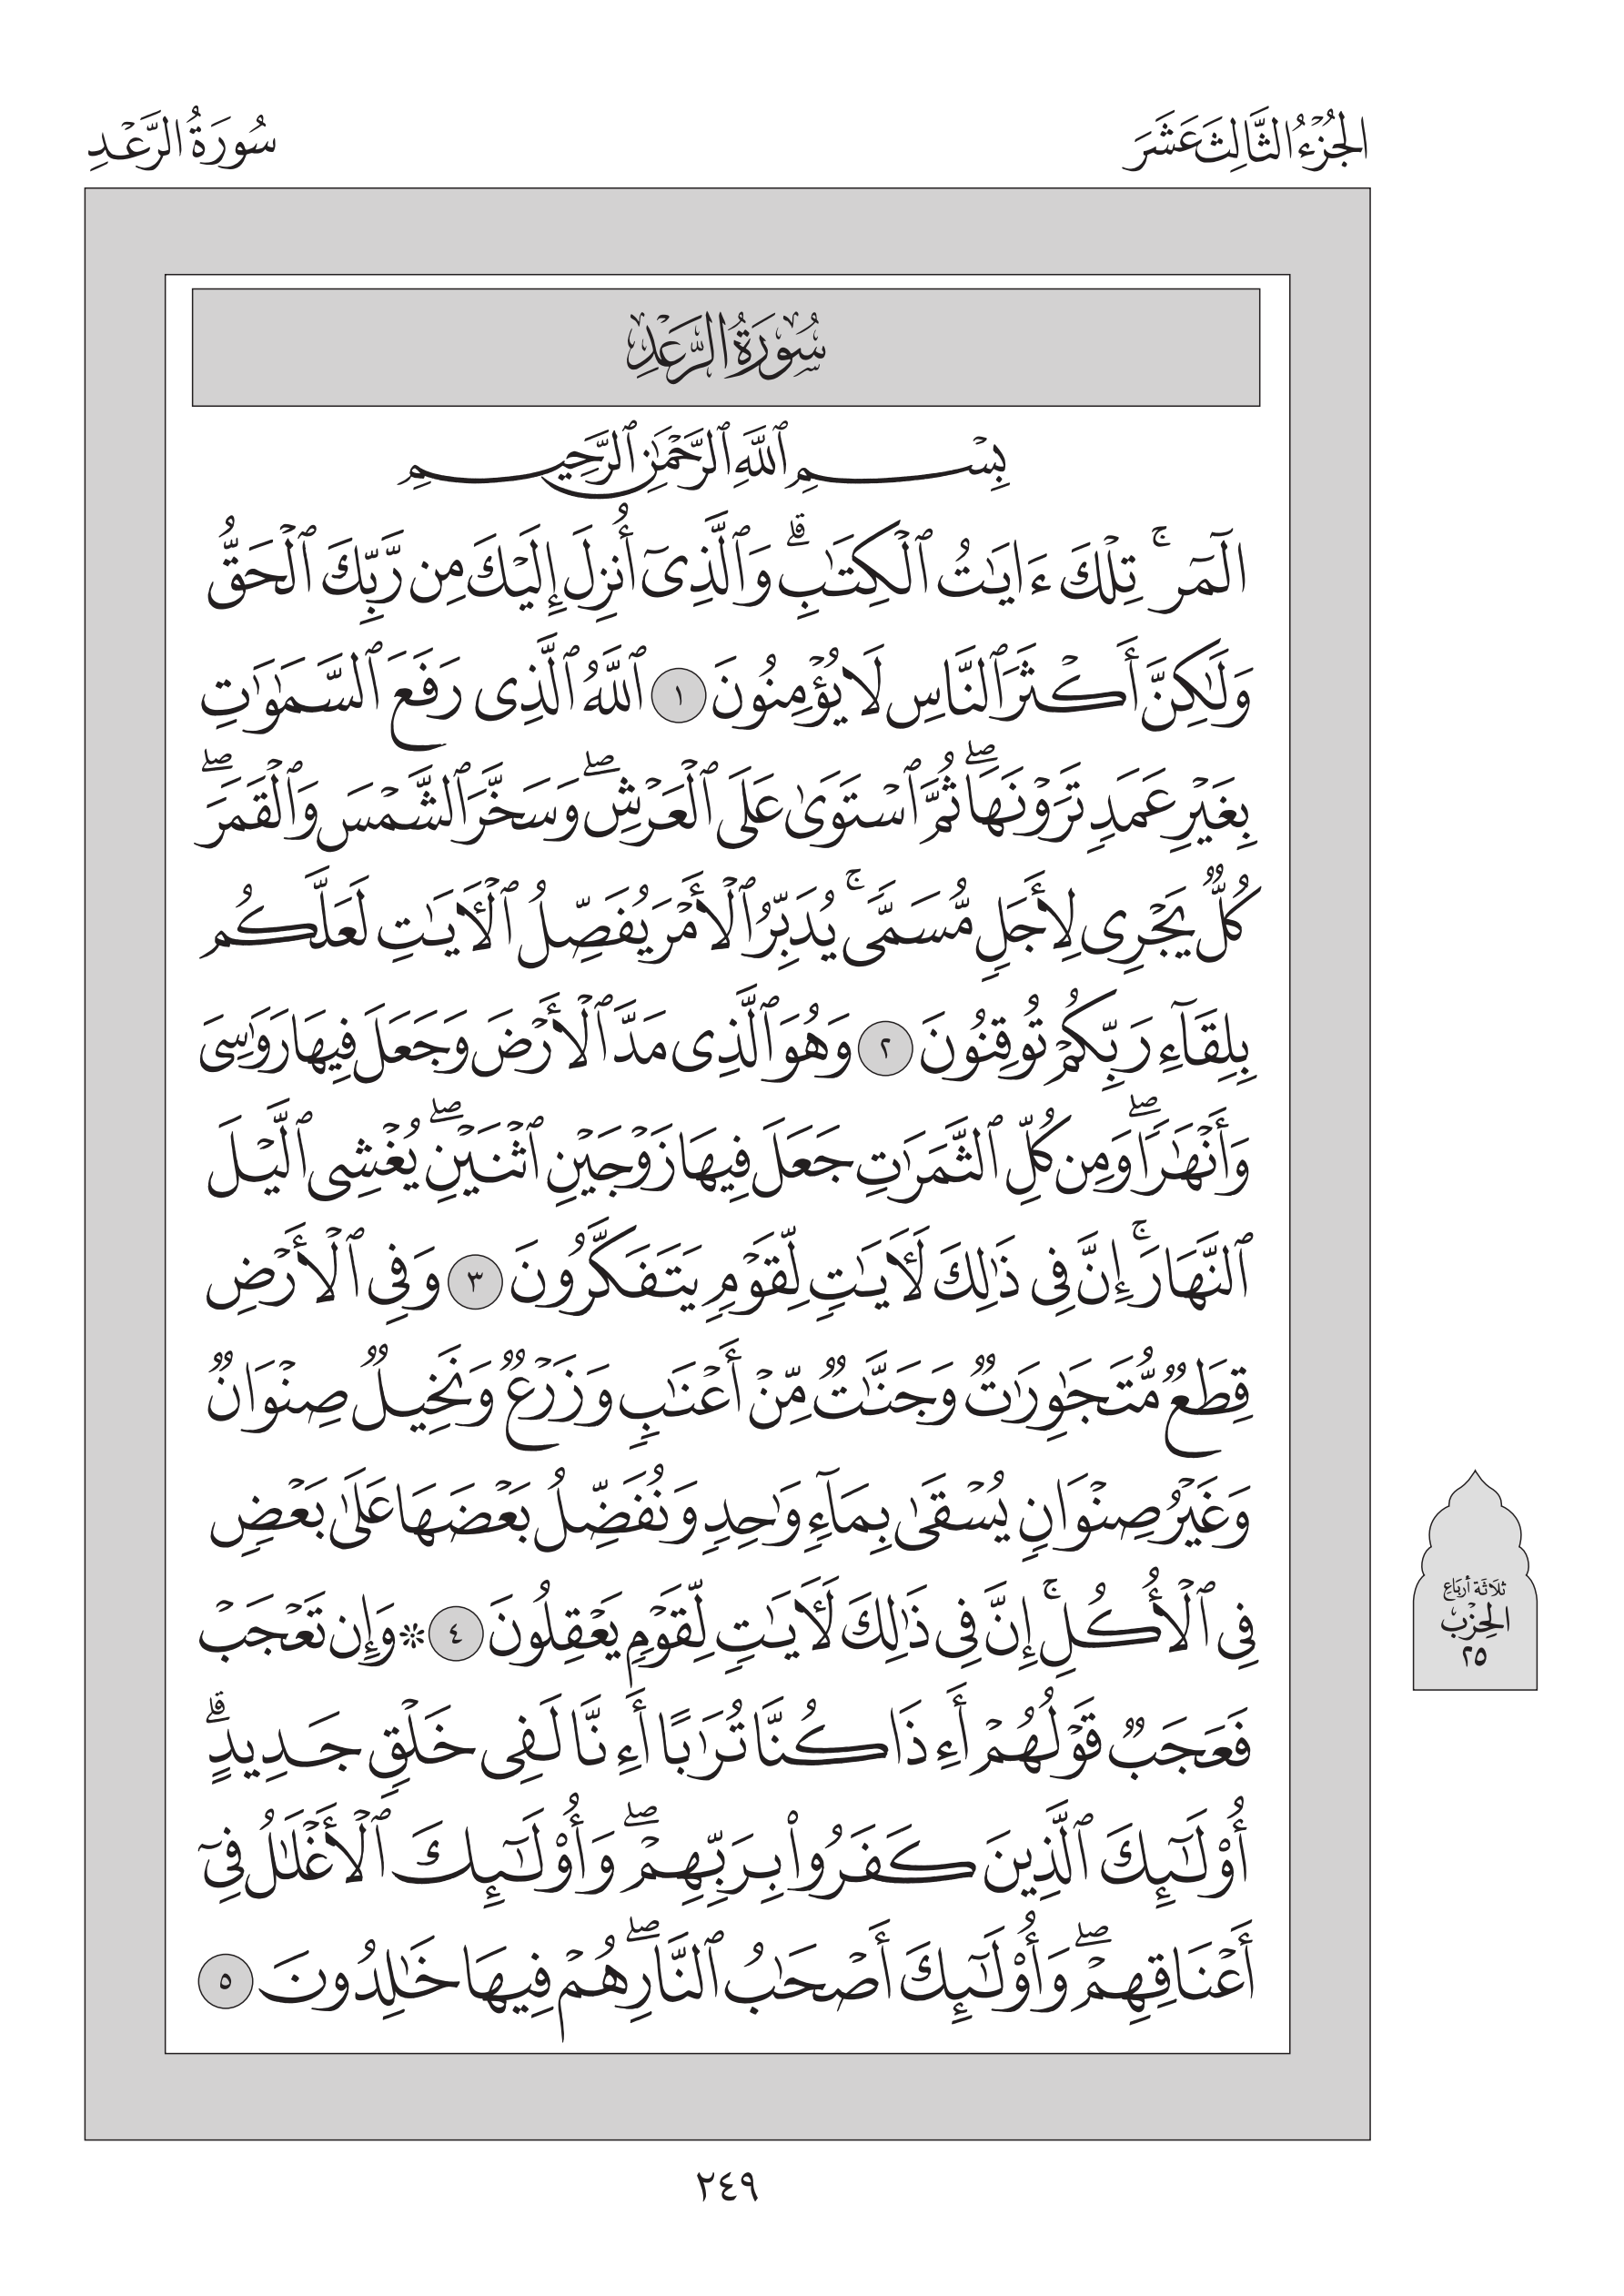 الجُزْءُ الثَّالِثَ عَشَرَ
سُورَةُ الرَّعْدِ
سُورَةُ الرَّعْدِ
بِسْمِ ٱللَّهِ ٱلرَّحْمَٰنِ ٱلرَّحِيمِ
الٓمٓرۚ تِلْكَ ءَايَٰتُ ٱلْكِتَٰبِۗ وَٱلَّذِىٓ أُنزِلَ إِلَيْكَ مِن رَّبِّكَ ٱلْحَقُّ
وَلَٰكِنَّ أَكْثَرَ ٱلنَّاسِ لَا يُؤْمِنُونَ ١ ٱللَّهُ ٱلَّذِى رَفَعَ ٱلسَّمَٰوَٰتِ
بِغَيْرِ عَمَدٍ تَرَوْنَهَاۖ ثُمَّ ٱسْتَوَىٰ عَلَى ٱلْعَرْشِۖ وَسَخَّرَ ٱلشَّمْسَ وَٱلْقَمَرَۖ
كُلٌّ يَجْرِى لِأَجَلٍ مُّسَمًّىۚ يُدَبِّرُ ٱلْأَمْرَ يُفَصِّلُ ٱلْءَايَٰتِ لَعَلَّكُم
بِلِقَآءِ رَبِّكُمْ تُوقِنُونَ ٢ وَهُوَ ٱلَّذِى مَدَّ ٱلْأَرْضَ وَجَعَلَ فِيهَا رَوَٰسِىَ
وَأَنْهَٰرًاۖ وَمِن كُلِّ ٱلثَّمَرَٰتِ جَعَلَ فِيهَا زَوْجَيْنِ ٱثْنَيْنِۖ يُغْشِى ٱلَّيْلَ
ٱلنَّهَارَۚ إِنَّ فِى ذَٰلِكَ لَءَايَٰتٍ لِّقَوْمٍ يَتَفَكَّرُونَ ٣ وَفِى ٱلْأَرْضِ
قِطَعٌ مُّتَجَٰوِرَٰتٌ وَجَنَّٰتٌ مِّنْ أَعْنَٰبٍ وَزَرْعٌ وَنَخِيلٌ صِنْوَانٌ
وَغَيْرُ صِنْوَانٍ يُسْقَىٰ بِمَآءٍ وَٰحِدٍ وَنُفَضِّلُ بَعْضَهَا عَلَىٰ بَعْضٍ
فِى ٱلْأُكُلِۚ إِنَّ فِى ذَٰلِكَ لَءَايَٰتٍ لِّقَوْمٍ يَعْقِلُونَ ٤ ۞ وَإِن تَعْجَبْ
فَعَجَبٌ قَوْلُهُمْ أَءِذَا كُنَّا تُرَٰبًا أَءِنَّا لَفِى خَلْقٍ جَدِيدٍۗ
أُو۟لَٰٓئِكَ ٱلَّذِينَ كَفَرُوا۟ بِرَبِّهِمْۖ وَأُو۟لَٰٓئِكَ ٱلْأَغْلَٰلُ فِىٓ
أَعْنَاقِهِمْۖ وَأُو۟لَٰٓئِكَ أَصْحَٰبُ ٱلنَّارِۖ هُمْ فِيهَا خَٰلِدُونَ ٥
ثلاثة أرباع
الحِزْب
٢٥
٢٤٩